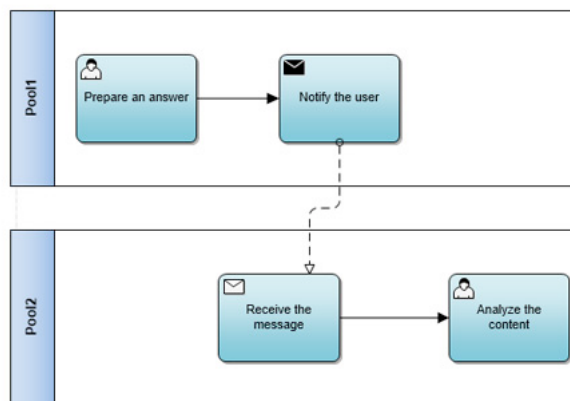 Pool1
Prepare an answer
Notify the user
Pool2
Receive the
message
Analyze the
content